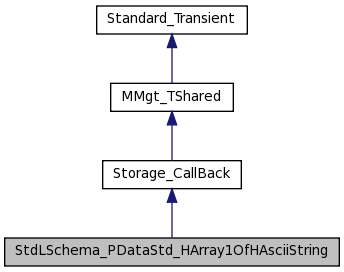 Standard_Transient
MMgt_TShared
Storage_CallBack
StdLSchema_PDataStd_HArray1OfHAsciiString